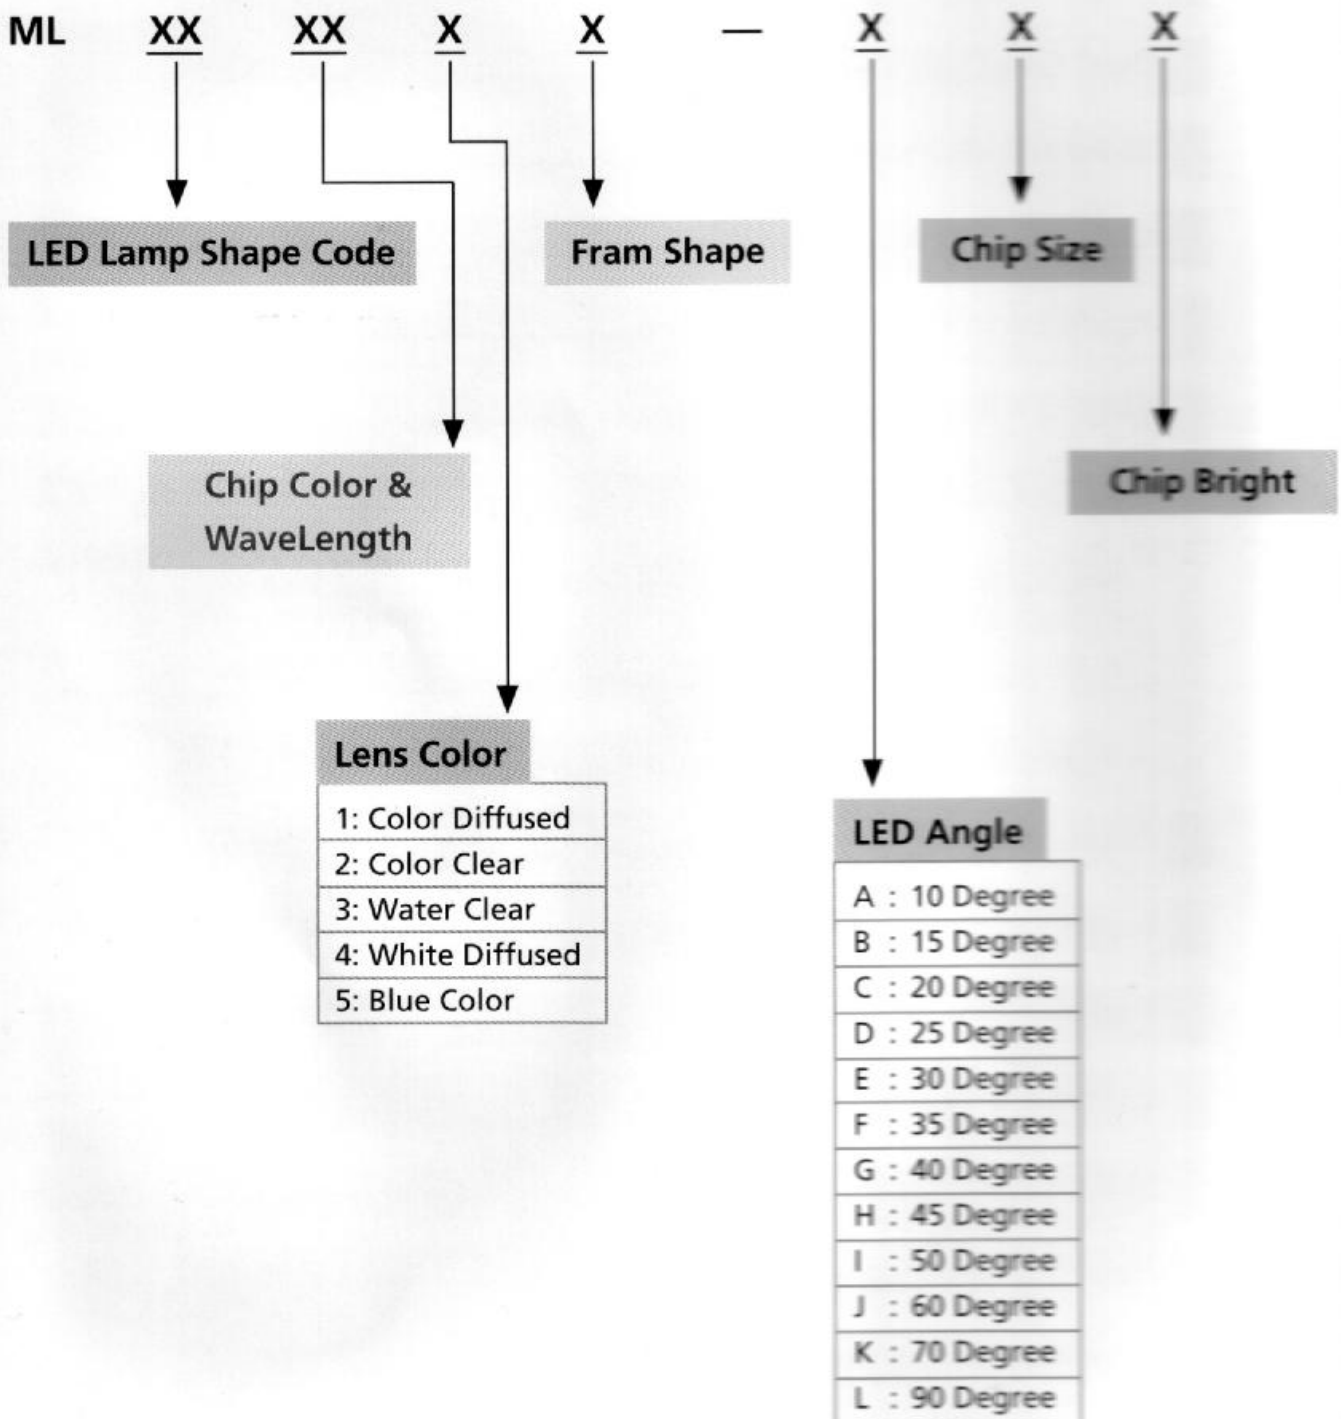 ML XX XX X X — X X X
LED Lamp Shape Code
Fram Shape
Chip Size
Chip Color &
WaveLength
Chip Bright
Lens Color
1: Color Diffused
2: Color Clear
3: Water Clear
4: White Diffused
5: Blue Color
LED Angle
A : 10 Degree
B : 15 Degree
C : 20 Degree
D : 25 Degree
E : 30 Degree
F : 35 Degree
G : 40 Degree
H : 45 Degree
I : 50 Degree
J : 60 Degree
K : 70 Degree
L : 90 Degree